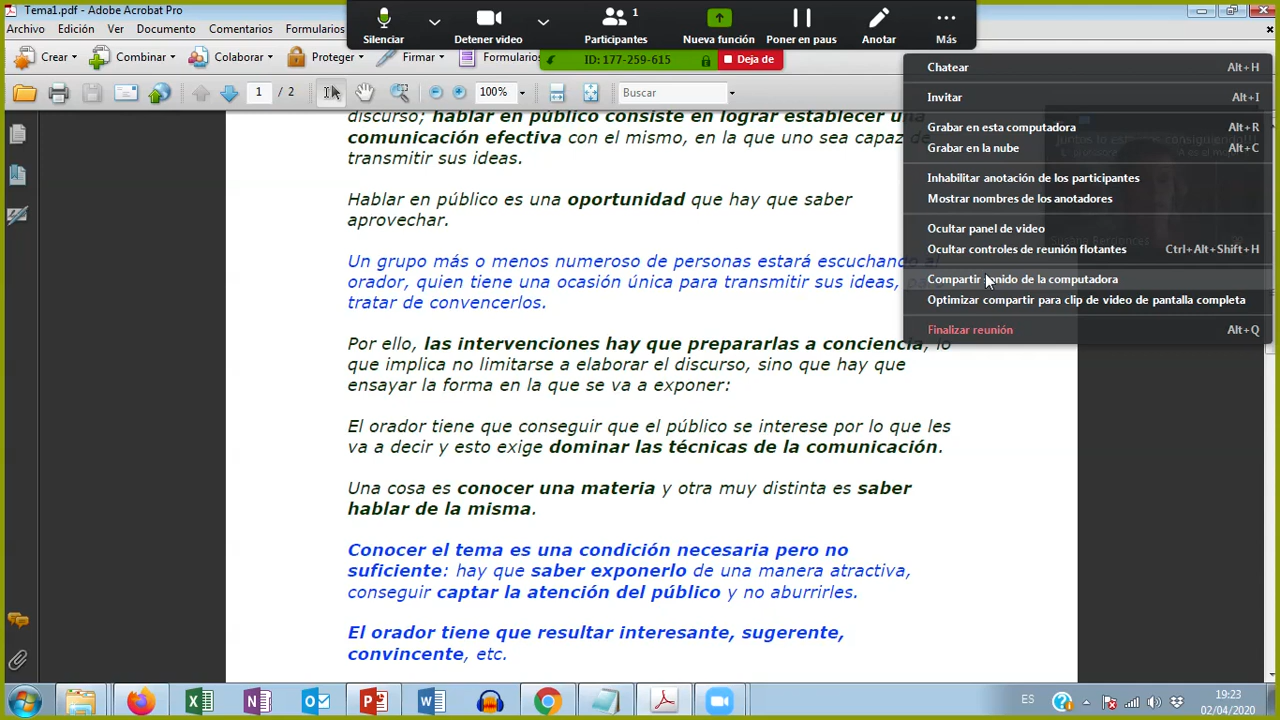 Tema1.pdf - Adobe Acrobat Pro
Archivo Edición Ver Documento Comentarios Formularios
Silenciar Detener video Participantes 1 Nueva función Poner en paus Anotar Más
Crear Combinar Colaborar Proteger Firmar Formularios
ID: 177-259-615 Deja de
1 / 2 100% Buscar
Chatear Alt+H
Invitar Alt+I
Grabar en esta computadora Alt+R
Grabar en la nube Alt+C
Inhabilitar anotación de los participantes
Mostrar nombres de los anotadores
Ocultar panel de video
Ocultar controles de reunión flotantes Ctrl+Alt+Shift+H
Compartir sonido de la computadora
Optimizar compartir para clip de video de pantalla completa
Finalizar reunión Alt+Q
discurso; hablar en público consiste en lograr establecer una
comunicación efectiva con el mismo, en la que uno sea capaz de
transmitir sus ideas.
Hablar en público es una oportunidad que hay que saber
aprovechar.
Un grupo más o menos numeroso de personas estará escuchando al
orador, quien tiene una ocasión única para transmitir sus ideas,
tratar de convencerlos.
Por ello, las intervenciones hay que prepararlas a conciencia, lo
que implica no limitarse a elaborar el discurso, sino que hay que
ensayar la forma en la que se va a exponer:
El orador tiene que conseguir que el público se interese por lo que les
va a decir y esto exige dominar las técnicas de la comunicación.
Una cosa es conocer una materia y otra muy distinta es saber
hablar de la misma.
Conocer el tema es una condición necesaria pero no
suficiente: hay que saber exponerlo de una manera atractiva,
conseguir captar la atención del público y no aburrirles.
El orador tiene que resultar interesante, sugerente,
convincente, etc.
ES
19:23
02/04/2020